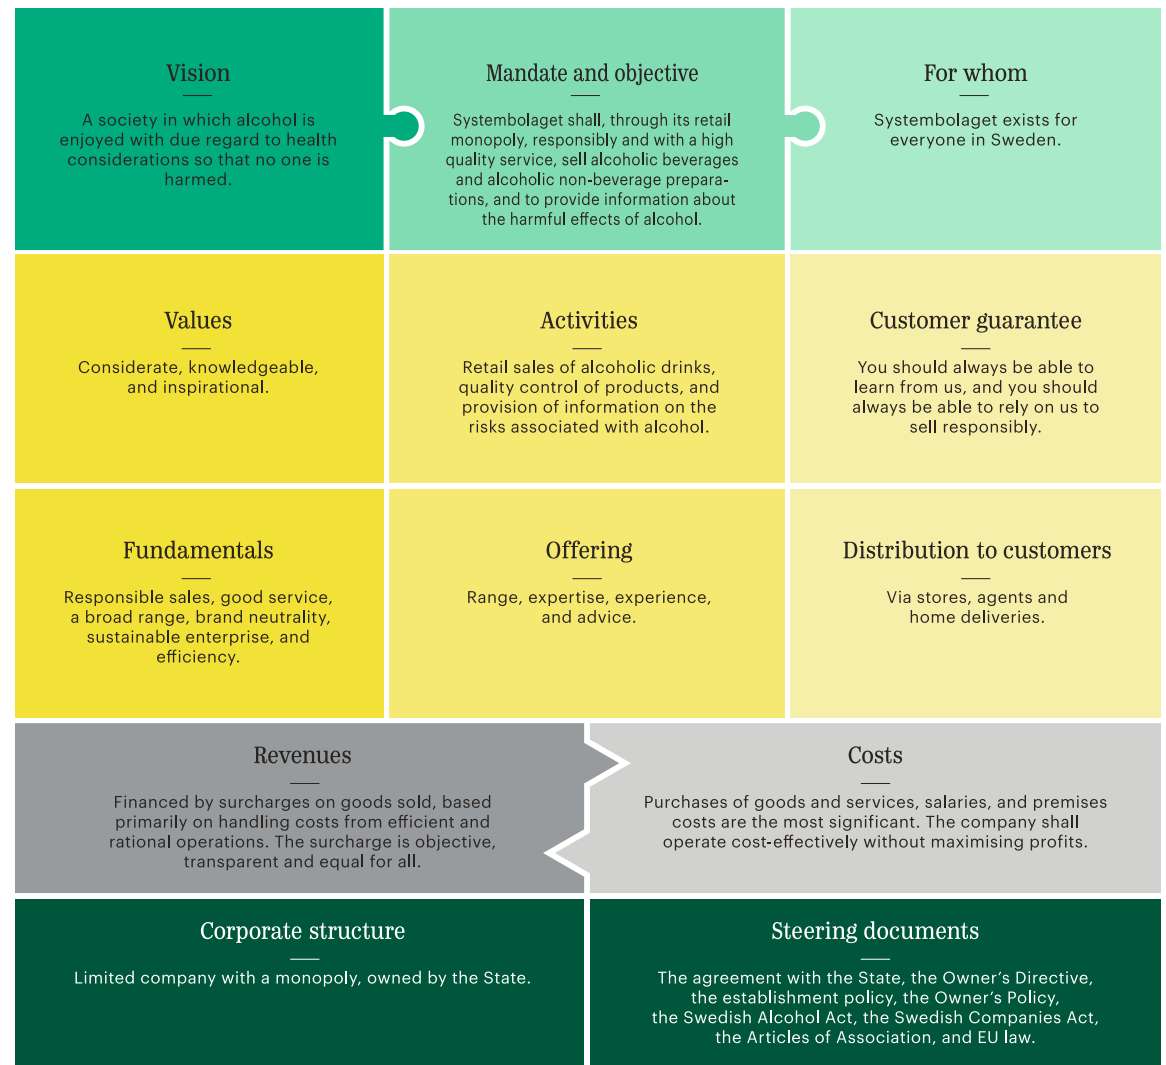 Vision
A society in which alcohol is
enjoyed with due regard to health
considerations so that no one is
harmed.
Mandate and objective
Systembolaget shall, through its retail
monopoly, responsibly and with a high
quality service, sell alcoholic beverages
and alcoholic non-beverage prepara-
tions, and to provide information about
the harmful effects of alcohol.
For whom
Systembolaget exists for
everyone in Sweden.
Values
Considerate, knowledgeable,
and inspirational.
Activities
Retail sales of alcoholic drinks,
quality control of products, and
provision of information on the
risks associated with alcohol.
Customer guarantee
You should always be able to
learn from us, and you should
always be able to rely on us to
sell responsibly.
Fundamentals
Responsible sales, good service,
a broad range, brand neutrality,
sustainable enterprise, and
efficiency.
Offering
Range, expertise, experience,
and advice.
Distribution to customers
Via stores, agents and
home deliveries.
Revenues
Financed by surcharges on goods sold, based
primarily on handling costs from efficient and
rational operations. The surcharge is objective,
transparent and equal for all.
Costs
Purchases of goods and services, salaries, and premises
costs are the most significant. The company shall
operate cost-effectively without maximising profits.
Corporate structure
Limited company with a monopoly, owned by the State.
Steering documents
The agreement with the State, the Owner's Directive,
the establishment policy, the Owner's Policy,
the Swedish Alcohol Act, the Swedish Companies Act,
the Articles of Association, and EU law.